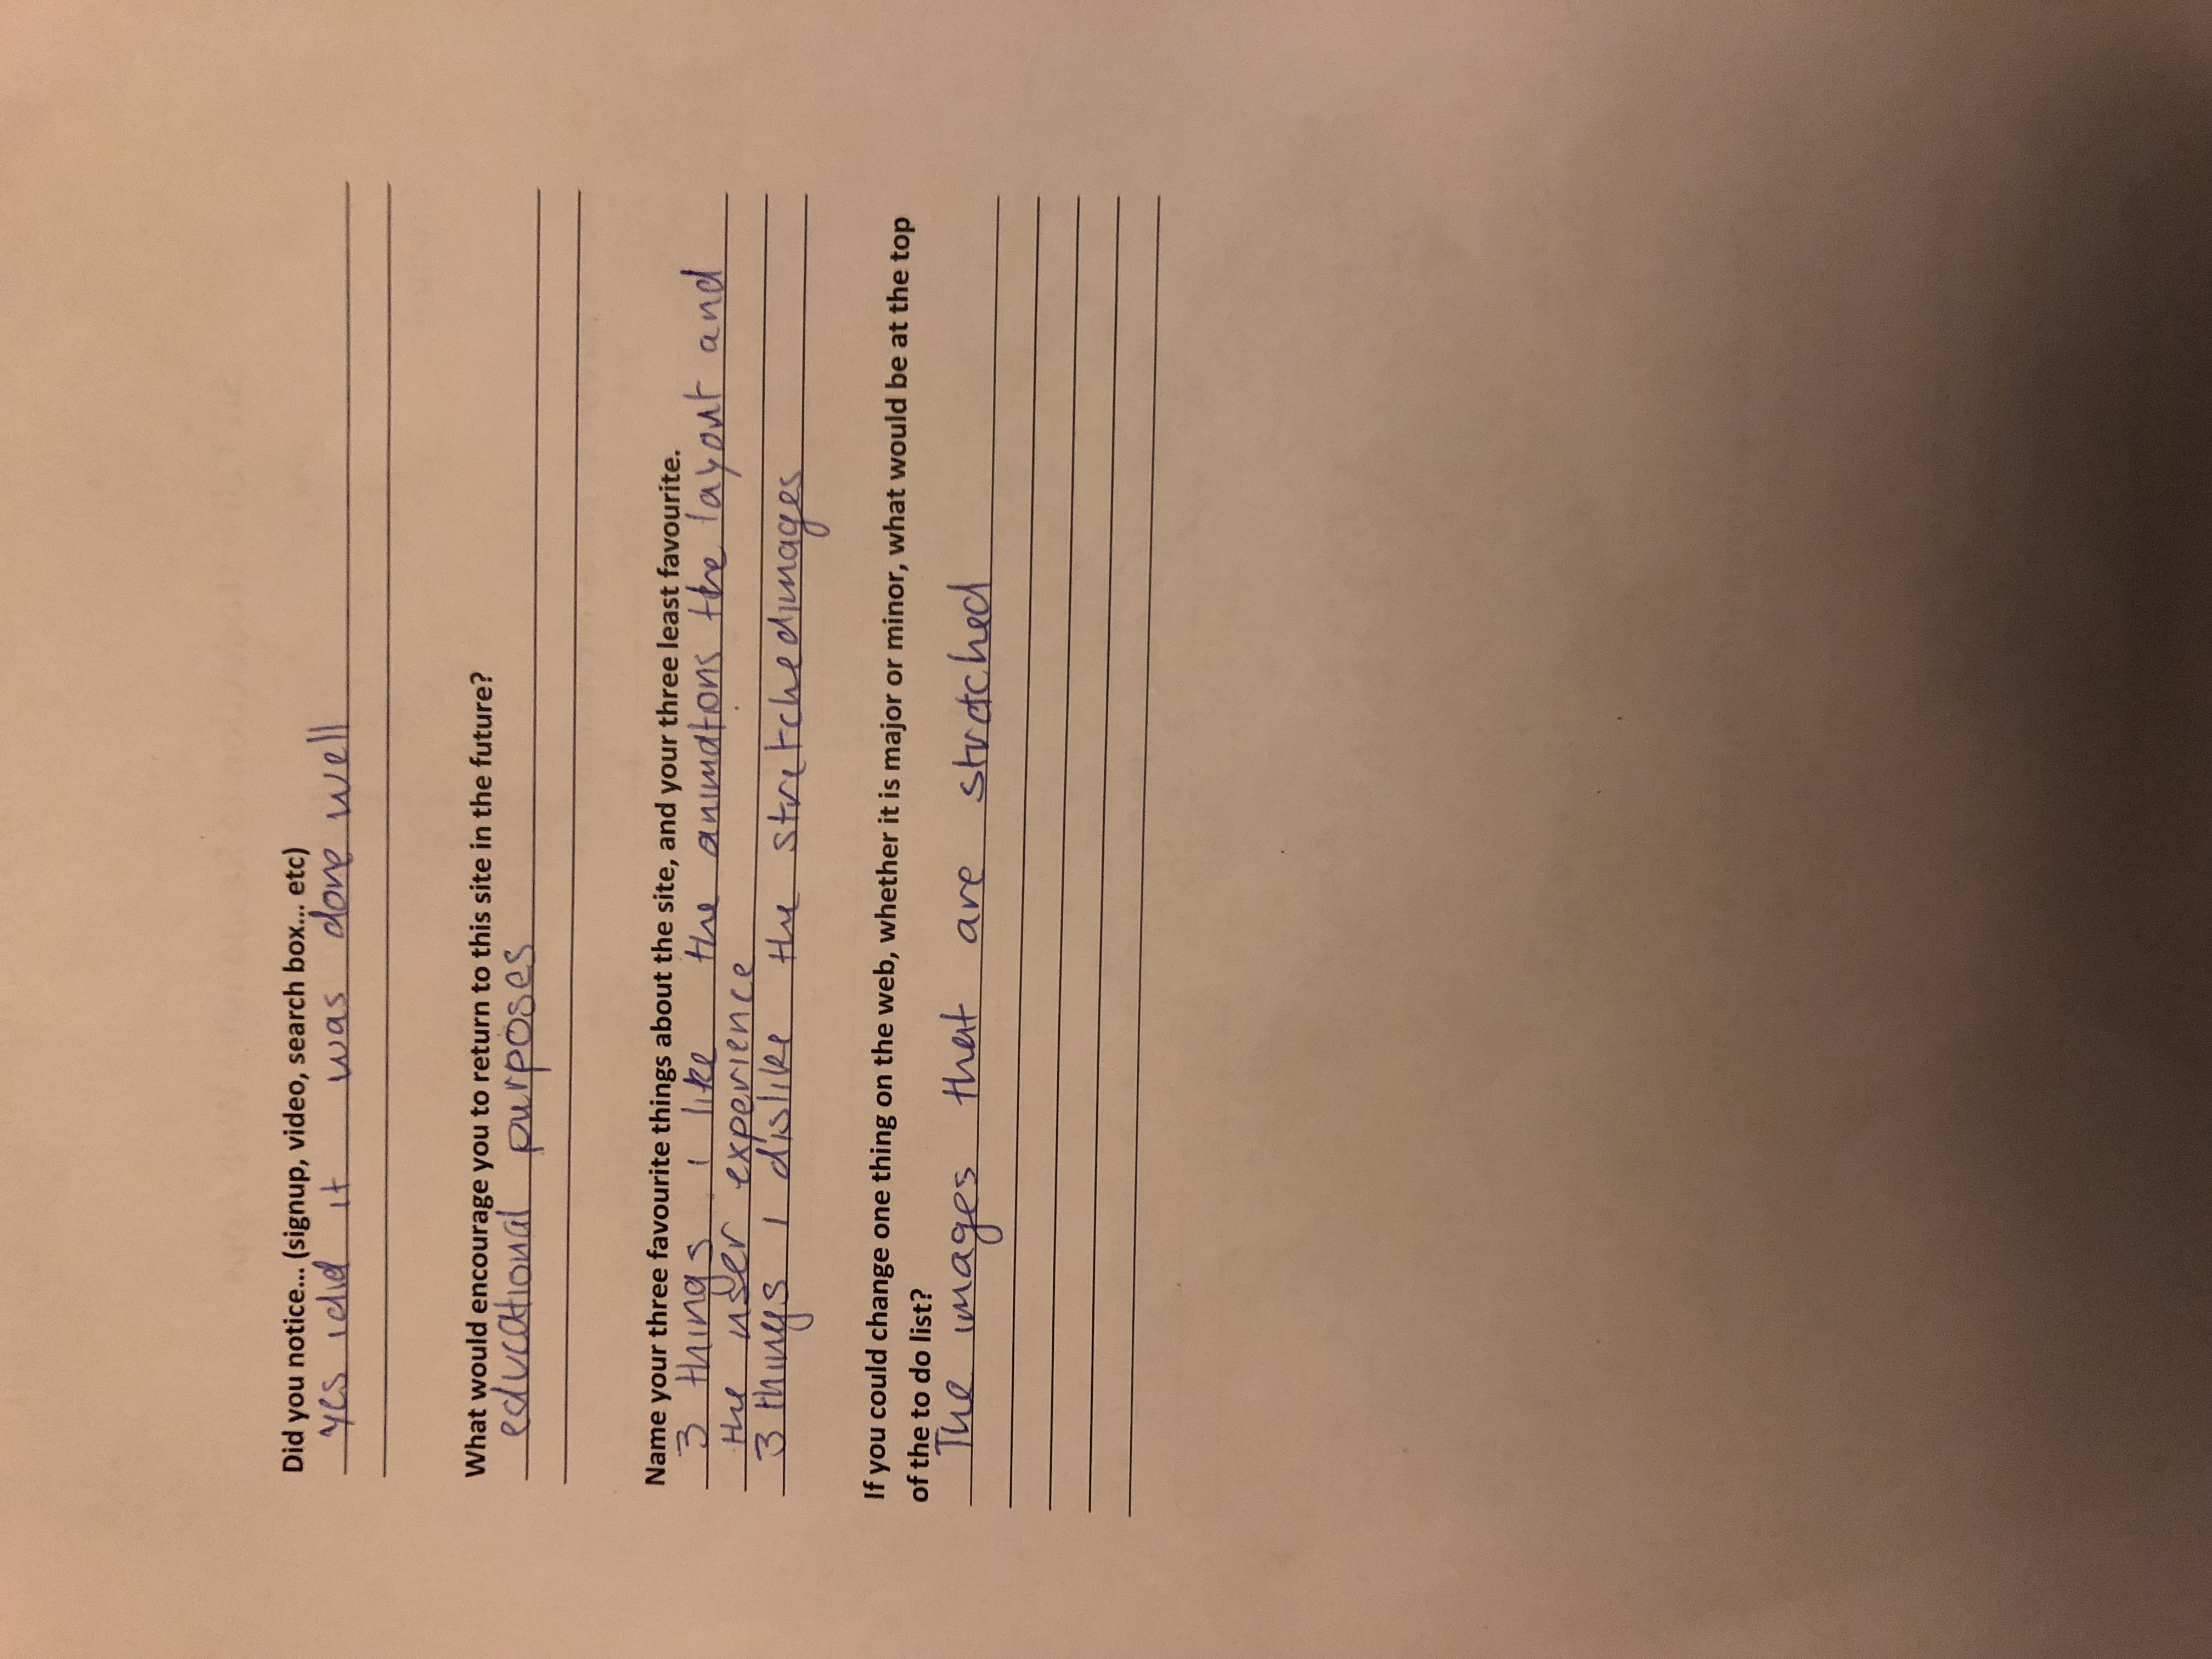 Did you notice... (signup, video, search box... etc)
yes i did it was done well
What would encourage you to return to this site in the future?
educational purposes
Name your three favourite things about the site, and your three least favourite.
3 things i like the animations the layout and
the user experience
3 things I dislike the stretched images
If you could change one thing on the web, whether it is major or minor, what would be at the top
of the to do list?
The images that are stretched